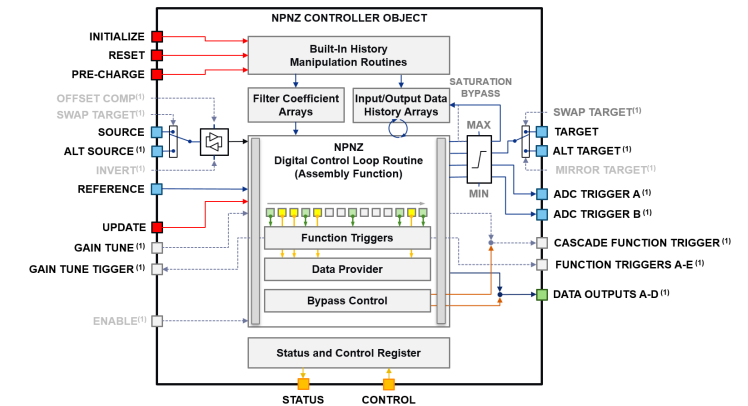 NPNZ CONTROLLER OBJECT
INITIALIZE
RESET
PRE-CHARGE
Built-In History
Manipulation Routines
OFFSET COMP(1)
SWAP TARGET(1)
SOURCE
ALT SOURCE(1)
INVERT(1)
REFERENCE
UPDATE
GAIN TUNE (1)
GAIN TUNE TIGGER (1)
ENABLE(1)
Filter Coefficient
Arrays
Input/Output Data
History Arrays
SATURATION
BYPASS
NPNZ
Digital Control Loop Routine
(Assembly Function)
Function Triggers
Data Provider
Bypass Control
MAX
MIN
SWAP TARGET(1)
TARGET
ALT TARGET(1)
MIRROR TARGET(1)
ADC TRIGGER A(1)
ADC TRIGGER B(1)
CASCADE FUNCTION TRIGGER(1)
FUNCTION TRIGGERS A-E(1)
DATA OUTPUTS A-D(1)
Status and Control Register
STATUS
CONTROL